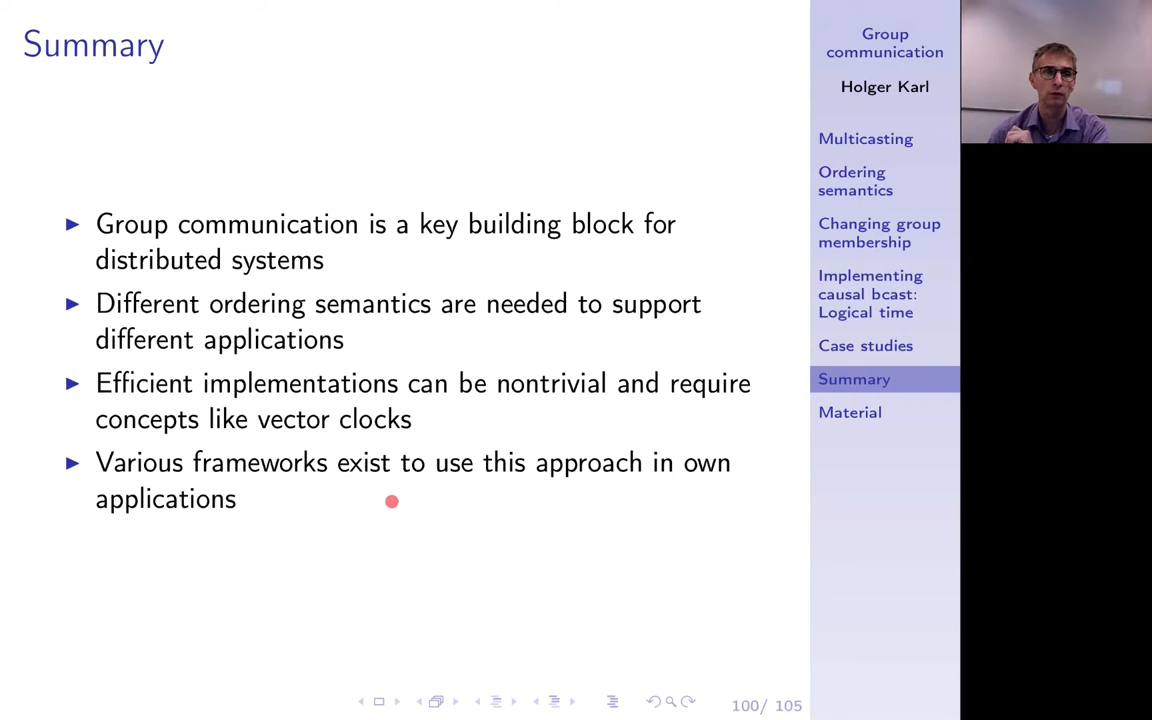 Summary
Group communication is a key building block for
distributed systems
Different ordering semantics are needed to support
different applications
Efficient implementations can be nontrivial and require
concepts like vector clocks
Various frameworks exist to use this approach in own
applications
100/ 105
Group
communication
Holger Karl
Multicasting
Ordering
semantics
Changing group
membership
Implementing
causal bcast:
Logical time
Case studies
Summary
Material